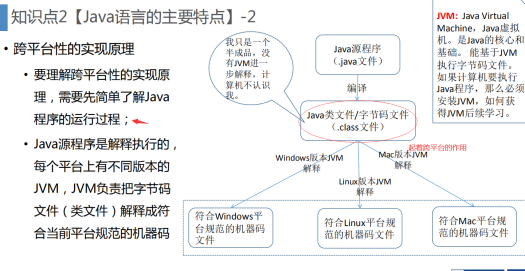 知识点2【Java语言的主要特点】-2
• 跨平台性的实现原理
• 要理解跨平台性的实现原
理，需要先简单了解Java
程序的运行过程；
• Java源程序是解释执行的，
每个平台上有不同版本的
JVM，JVM负责把字节码
文件（类文件）解释成符
合当前平台规范的机器码
我只是一个
半成品，没
有JVM进一
步解释，计
算机不认识
我。
Java源程序
（.java文件）
编译
Java类文件/字节码文件
（.class文件）
起着跨平台的作用
Windows版本JVM
解释
Linux版本JVM
解释
Mac版本JVM
解释
符合Windows平
台规范的机器码
文件
符合Linux平台规
范的机器码文件
符合Mac平台规
范的机器码文件
JVM：Java Virtual
Machine，Java虚拟
机。是Java的核心和
基础。能基于JVM
执行字节码文件。
如果计算机要执行
Java程序，那么必须
安装JVM，如何获
得JVM后续学习。